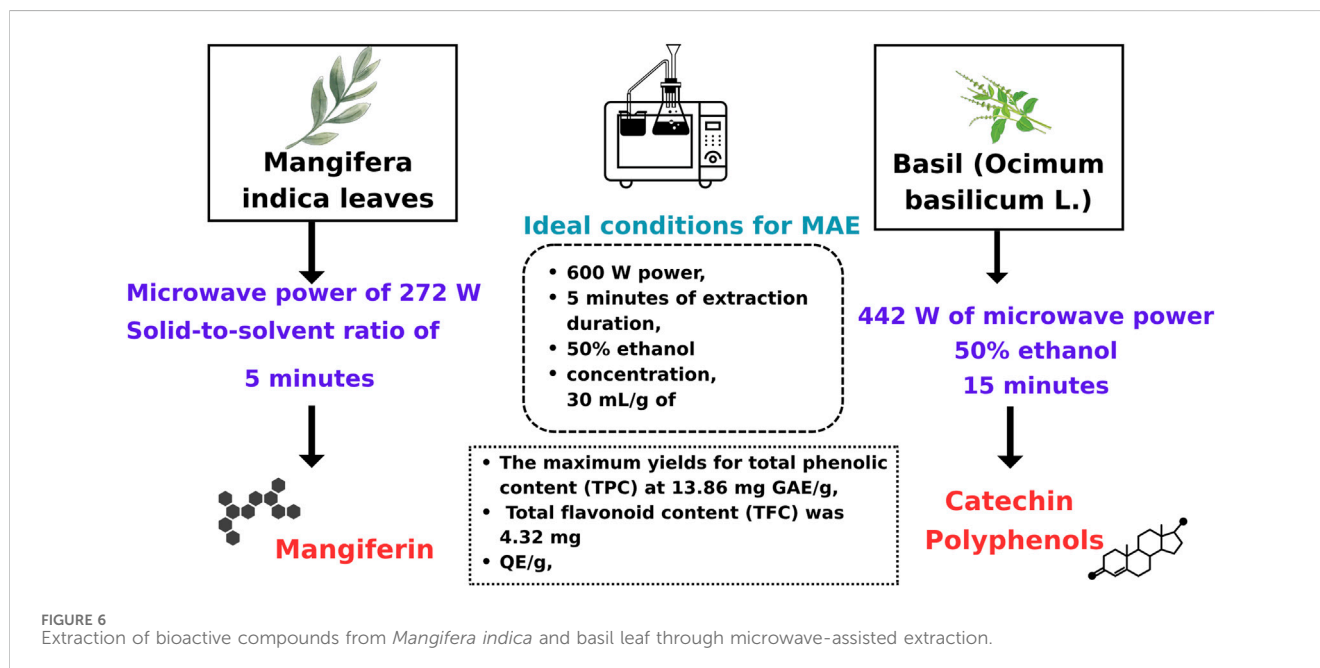 Mangifera
indica leaves
Microwave power of 272 W
Solid-to-solvent ratio of
5 minutes
Mangiferin
Ideal conditions for MAE
• 600 W power,
• 5 minutes of extraction
duration,
• 50% ethanol
• concentration,
30 mL/g of
• The maximum yields for total phenolic
content (TPC) at 13.86 mg GAE/g,
• Total flavonoid content (TFC) was
4.32 mg
• QE/g,
Basil (Ocimum
basilicum L.)
442 W of microwave power
50% ethanol
15 minutes
Catechin
Polyphenols
FIGURE 6
Extraction of bioactive compounds from Mangifera indica and basil leaf through microwave-assisted extraction.